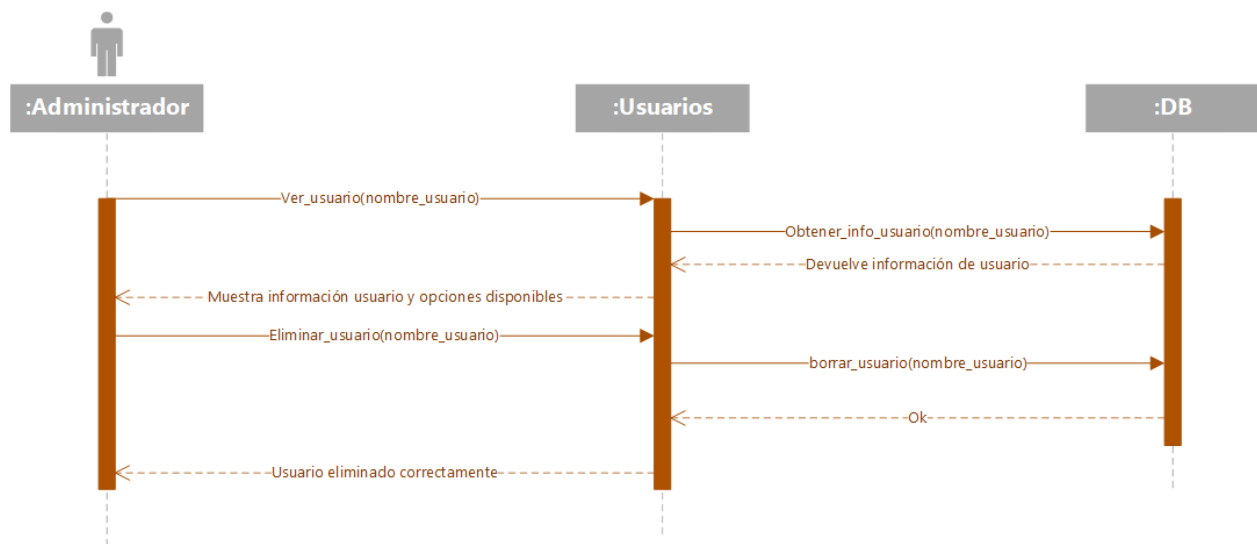 :Administrador
:Usuarios
:DB
Ver_usuario(nombre_usuario)
Obtener_info_usuario(nombre_usuario)
Devuelve información de usuario
Muestra información usuario y opciones disponibles
Eliminar_usuario(nombre_usuario)
borrar_usuario(nombre_usuario)
Ok
Usuario eliminado correctamente